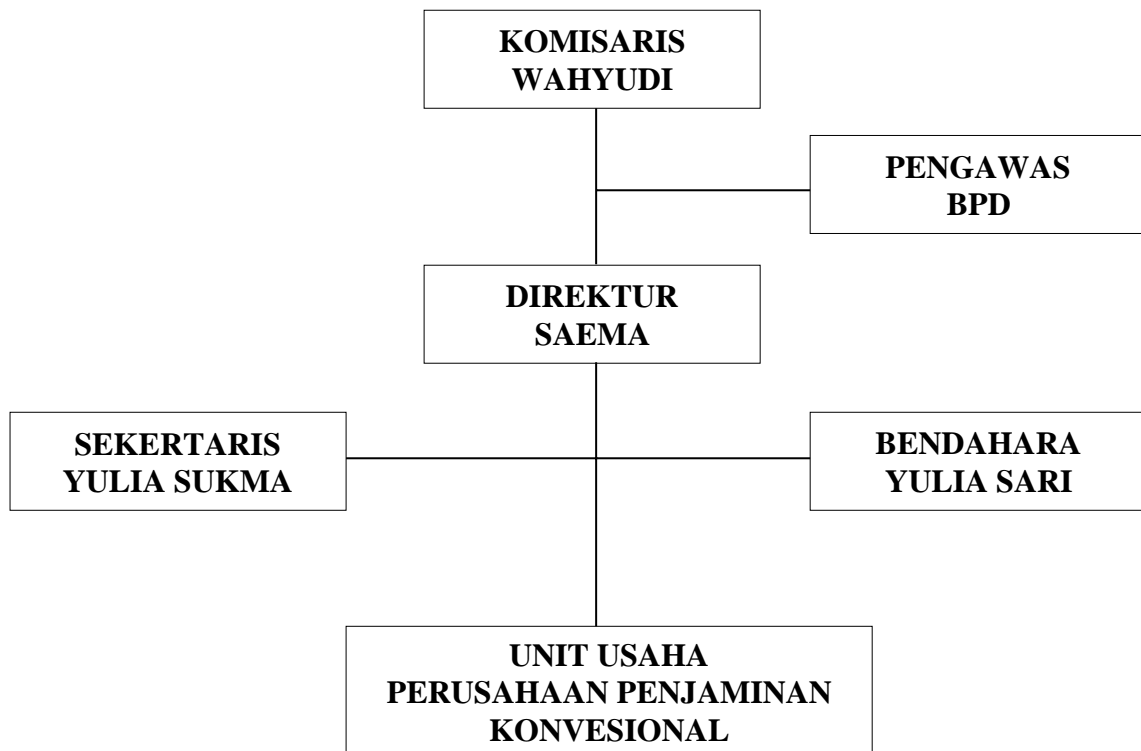 KOMISARIS
WAHYUDI
PENGAWAS
BPD
DIREKTUR
SAEMA
SEKERTARIS
YULIA SUKMA
BENDAHARA
YULIA SARI
UNIT USAHA
PERUSAHAAN PENJAMINAN
KONVESIONAL